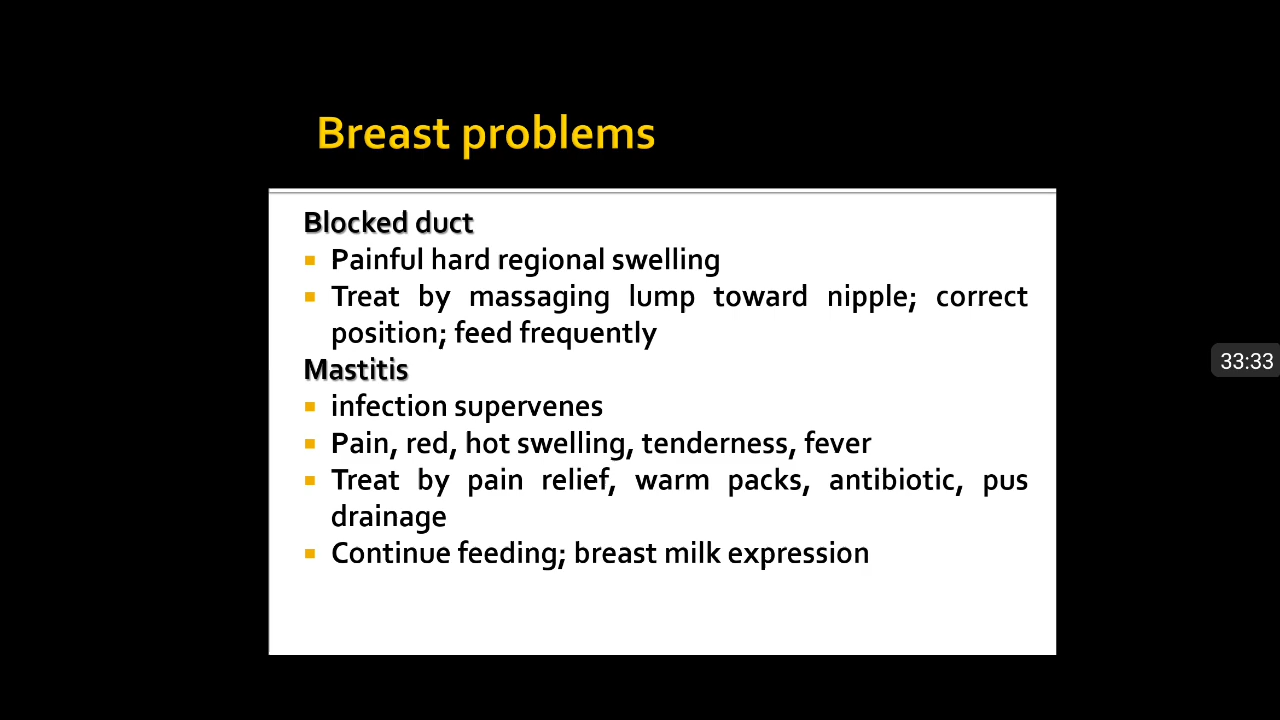 Breast problems
Blocked duct
▪ Painful hard regional swelling
▪ Treat by massaging lump toward nipple; correct
position; feed frequently
Mastitis
▪ infection supervenes
▪ Pain, red, hot swelling, tenderness, fever
▪ Treat by pain relief, warm packs, antibiotic, pus
drainage
▪ Continue feeding; breast milk expression
33:33